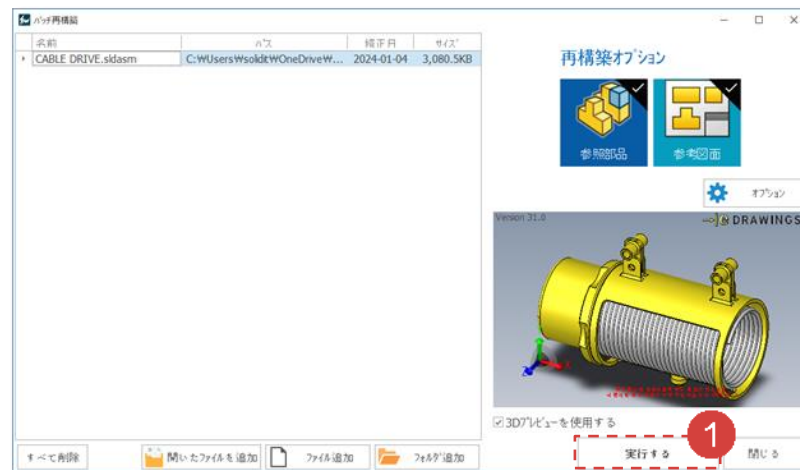 バッチ再構築
名前 パス 修正月 サイズ
CABLE DRIVE.sldasm C:₩Users₩soldit₩OneDrive₩... 2024-01-04 3,080.5KB
再構築オプション
参照部品 参考図面
オプション
Version 31.0 DRAWINGS
3Dプレビューを使用する
1
すべて削除 開いたファイルを追加 ファイル追加 フォルダ追加 実行する 閉じる